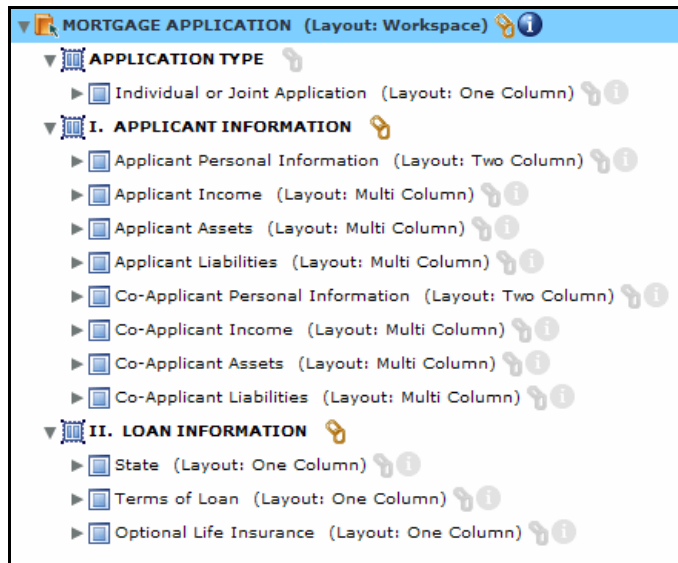 MORTGAGE APPLICATION (Layout: Workspace)
APPLICATION TYPE
Individual or Joint Application (Layout: One Column)
I. APPLICANT INFORMATION
Applicant Personal Information (Layout: Two Column)
Applicant Income (Layout: Multi Column)
Applicant Assets (Layout: Multi Column)
Applicant Liabilities (Layout: Multi Column)
Co-Applicant Personal Information (Layout: Two Column)
Co-Applicant Income (Layout: Multi Column)
Co-Applicant Assets (Layout: Multi Column)
Co-Applicant Liabilities (Layout: Multi Column)
II. LOAN INFORMATION
State (Layout: One Column)
Terms of Loan (Layout: One Column)
Optional Life Insurance (Layout: One Column)